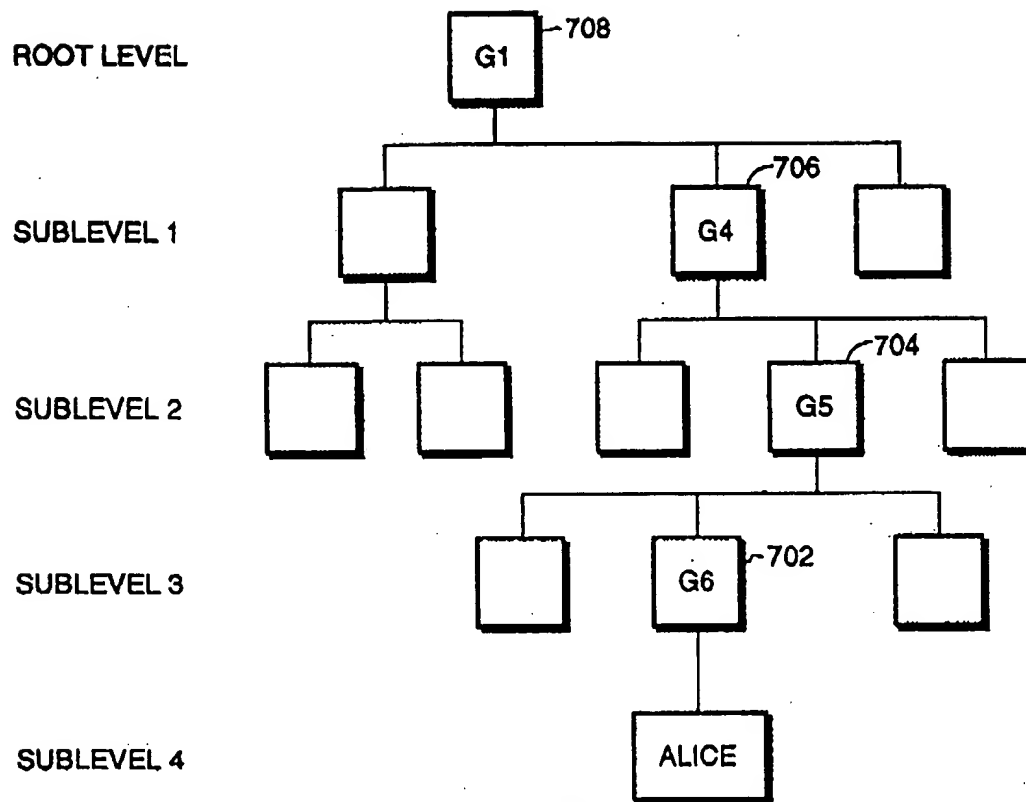 ROOT LEVEL
G1
708
SUBLEVEL 1
G4
706
SUBLEVEL 2
G5
704
SUBLEVEL 3
G6
702
SUBLEVEL 4
ALICE